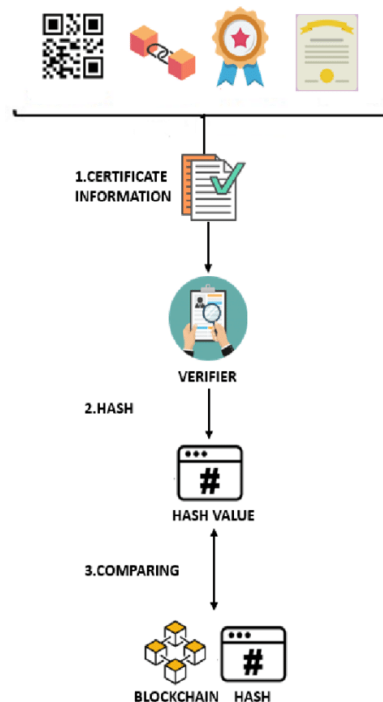 1.CERTIFICATE
INFORMATION
VERIFIER
2.HASH
#
HASH VALUE
3.COMPARING
#
BLOCKCHAIN HASH